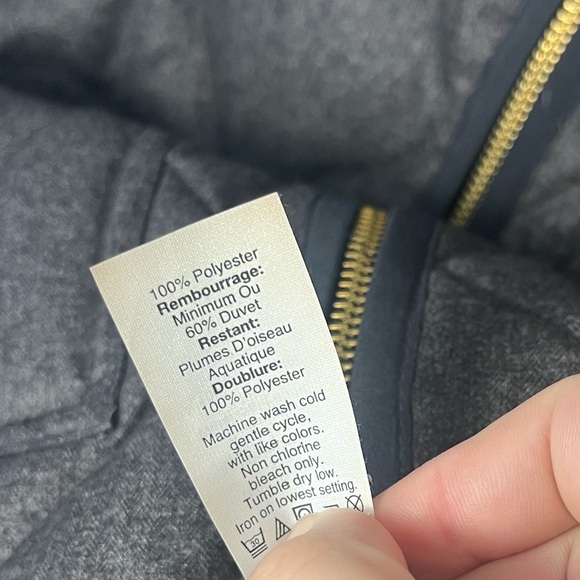 100% Polyester
Rembourrage:
Minimum Ou
60% Duvet
Restant:
Plumes D'oiseau
Aquatique
Doublure:
100% Polyester
Machine wash cold
gentle cycle,
with like colors.
Non chlorine
bleach only.
Tumble dry low.
Iron on lowest setting.
30